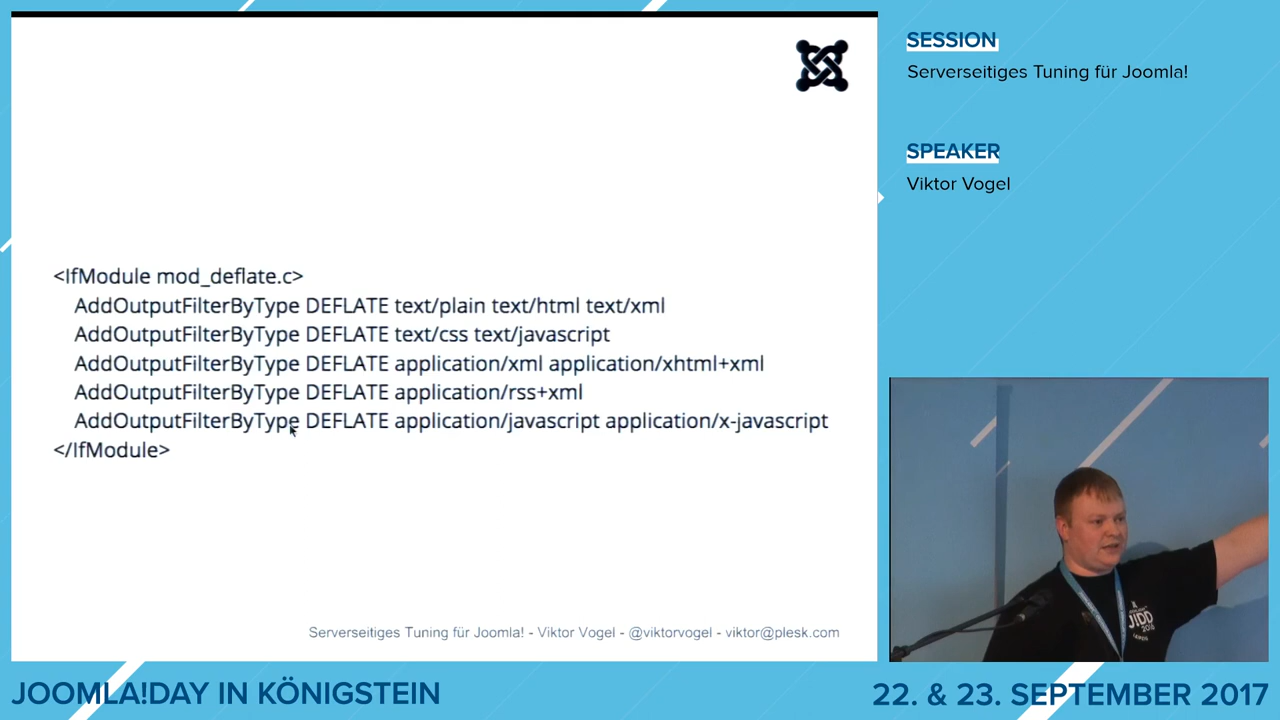 SESSION
Serverseitiges Tuning für Joomla!
SPEAKER
Viktor Vogel
<IfModule mod_deflate.c>
AddOutputFilterByType DEFLATE text/plain text/html text/xml
AddOutputFilterByType DEFLATE text/css text/javascript
AddOutputFilterByType DEFLATE application/xml application/xhtml+xml
AddOutputFilterByType DEFLATE application/rss+xml
AddOutputFilterByType DEFLATE application/javascript application/x-javascript
</IfModule>
Serverseitiges Tuning für Joomla! - Viktor Vogel - @viktorvogel - viktor@plesk.com
JOOMLA!DAY IN KÖNIGSTEIN
22. & 23. SEPTEMBER 2017